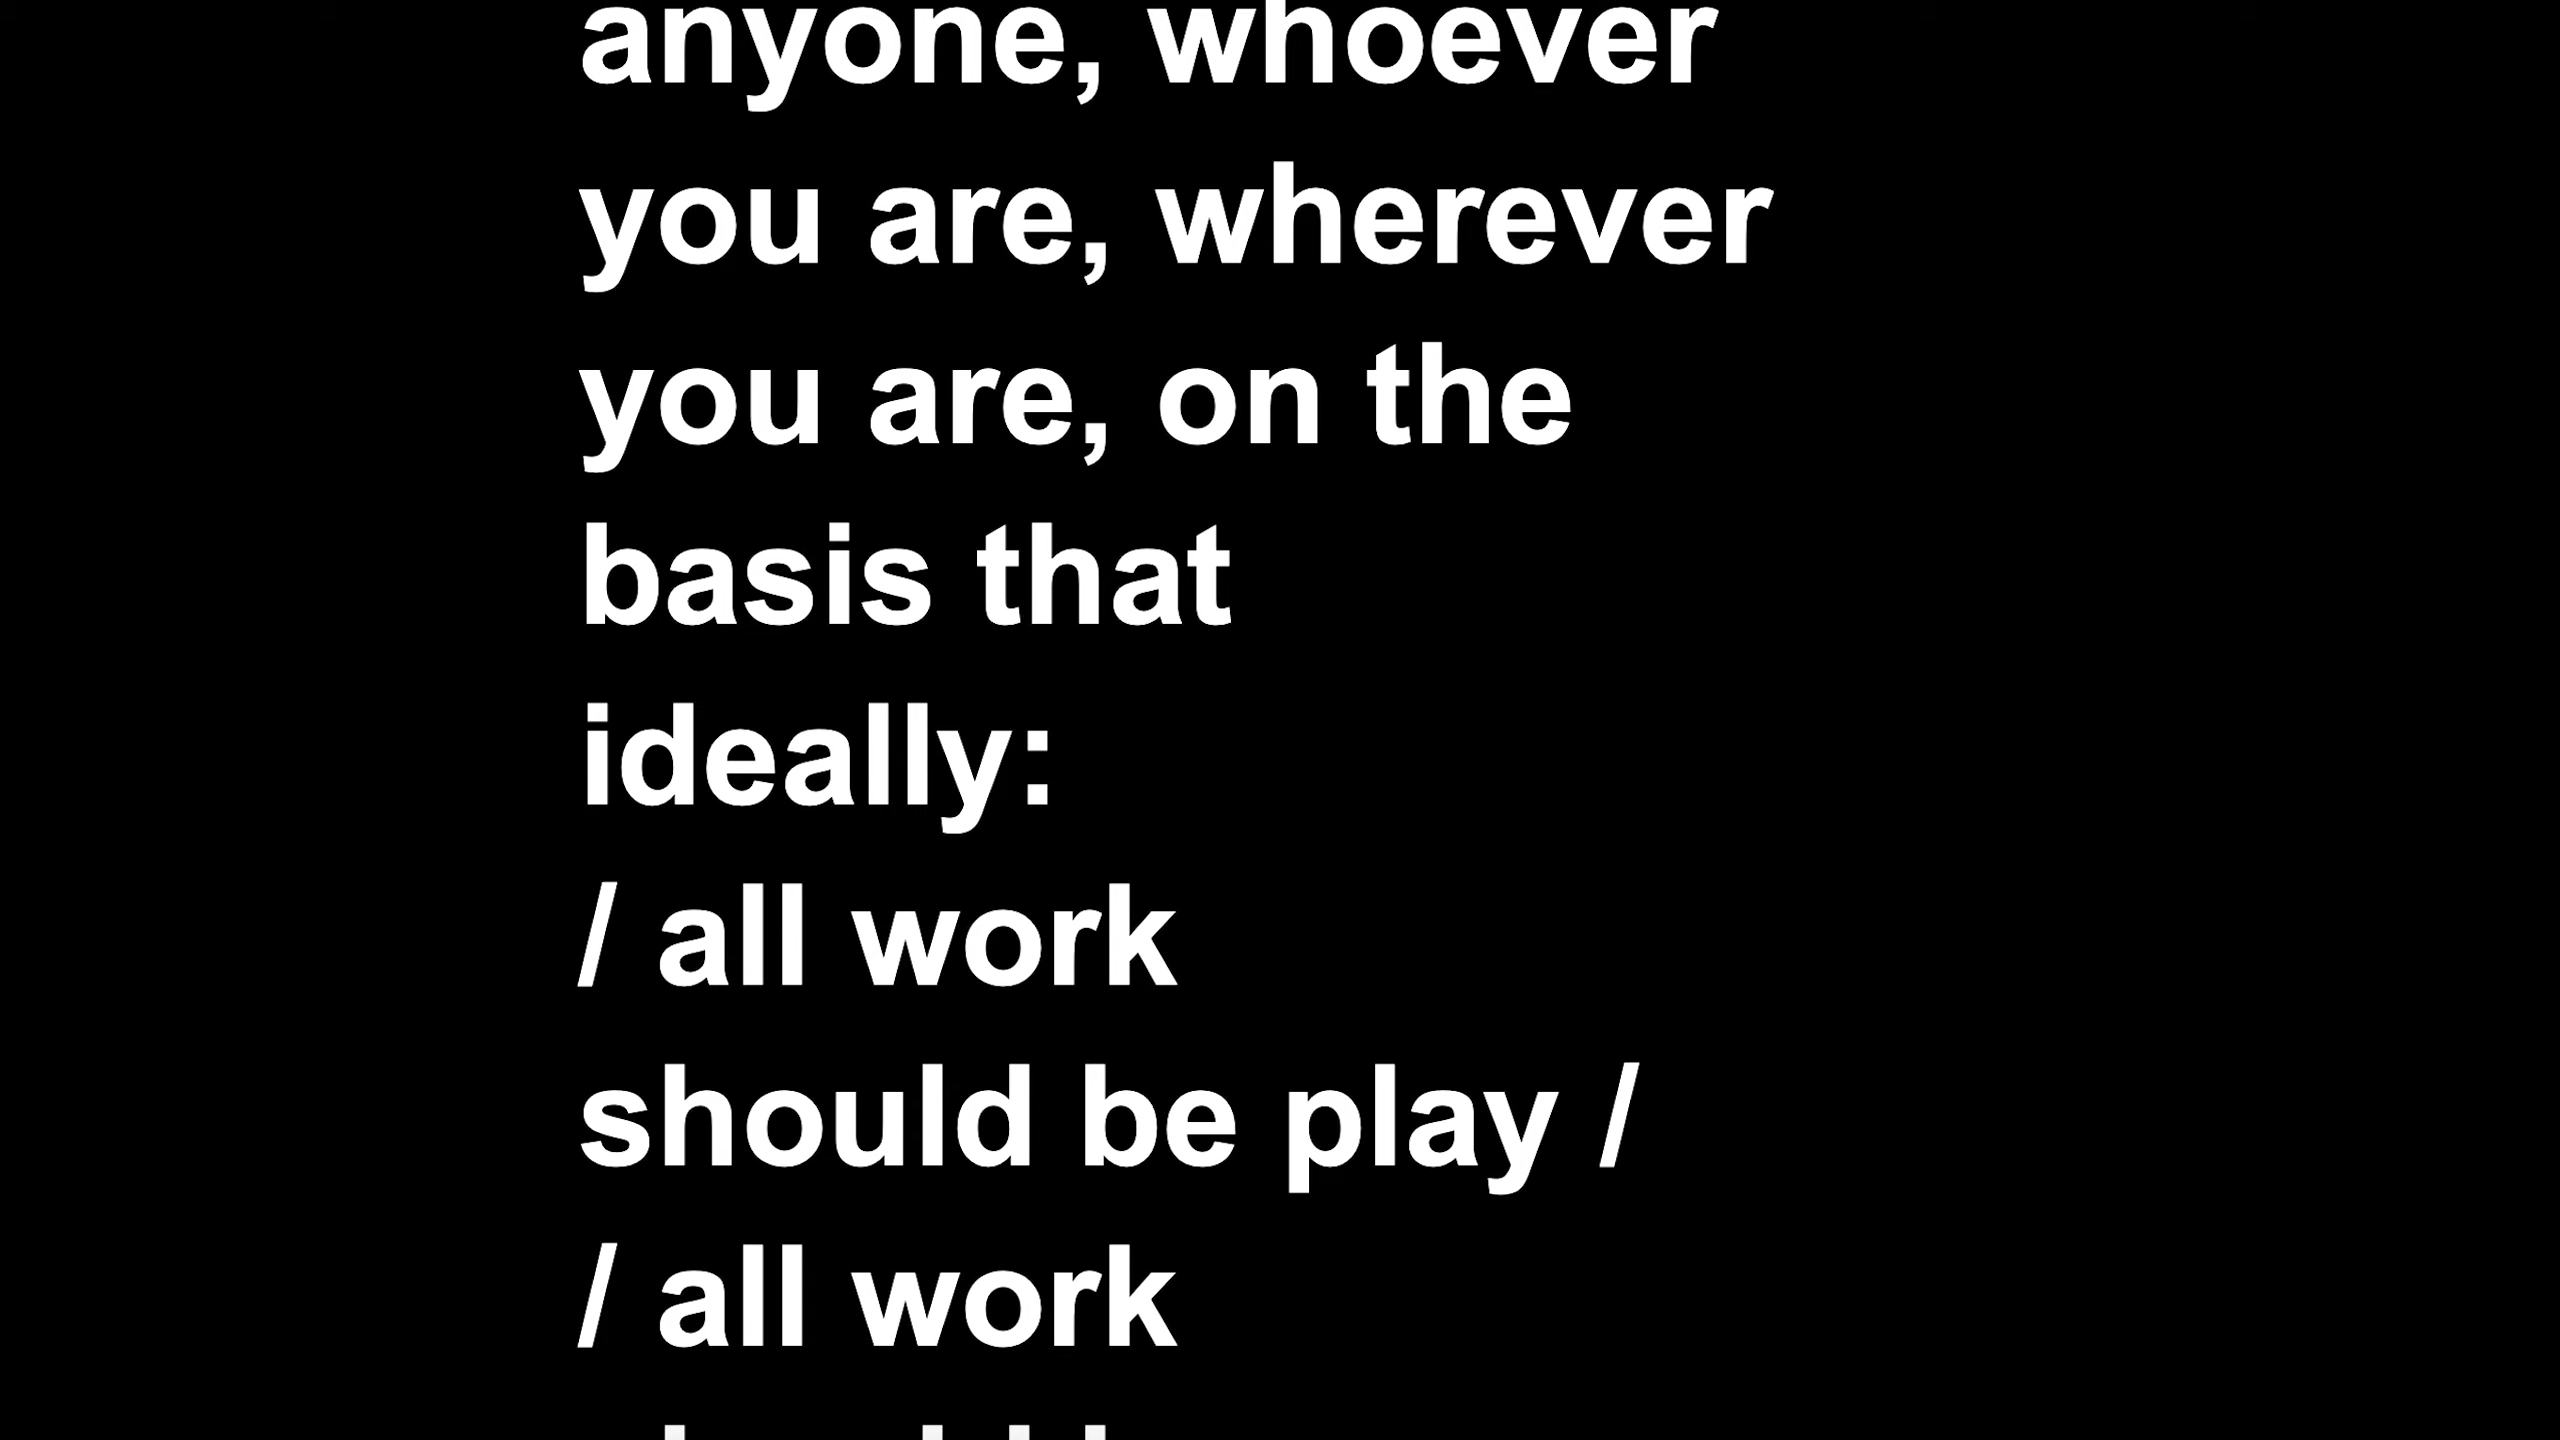 anyone, whoever
you are, wherever
you are, on the
basis that
ideally:
/ all work
should be play /
/ all work